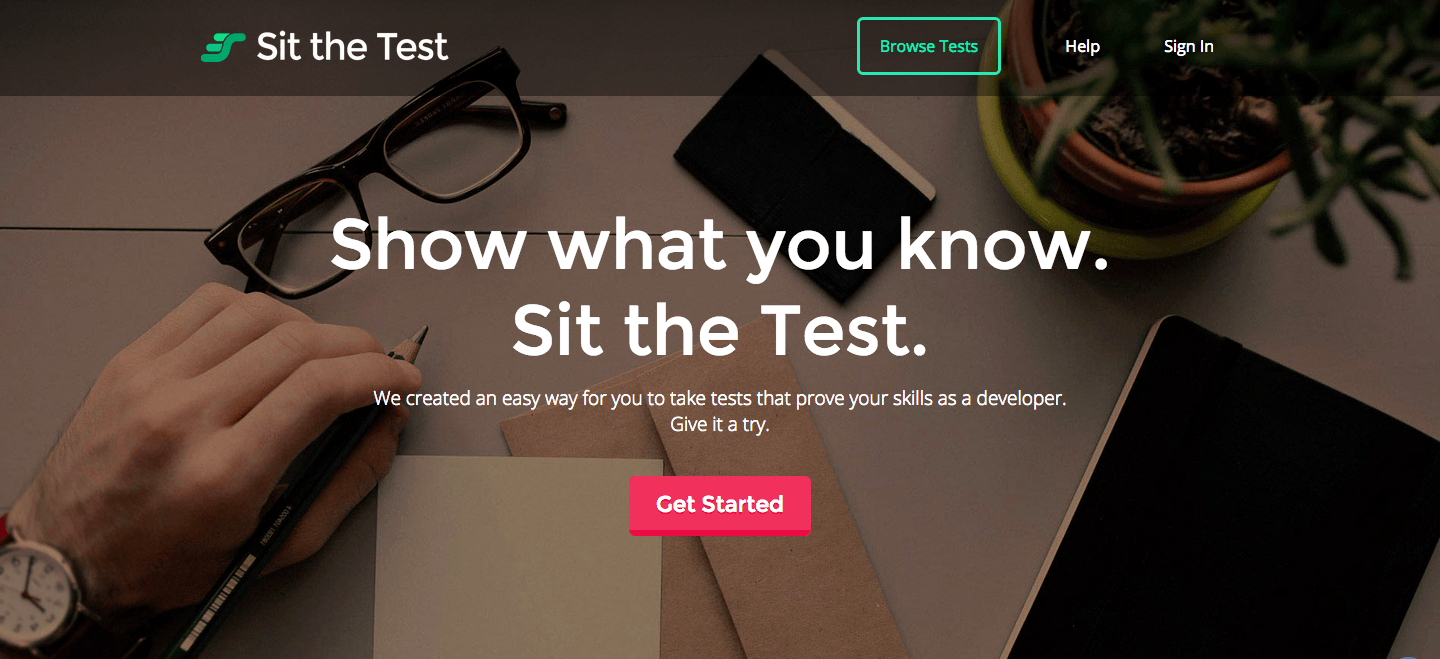 Sit the Test
Browse Tests
Help
Sign In
Show what you know.
Sit the Test.
We created an easy way for you to take tests that prove your skills as a developer.
Give it a try.
Get Started